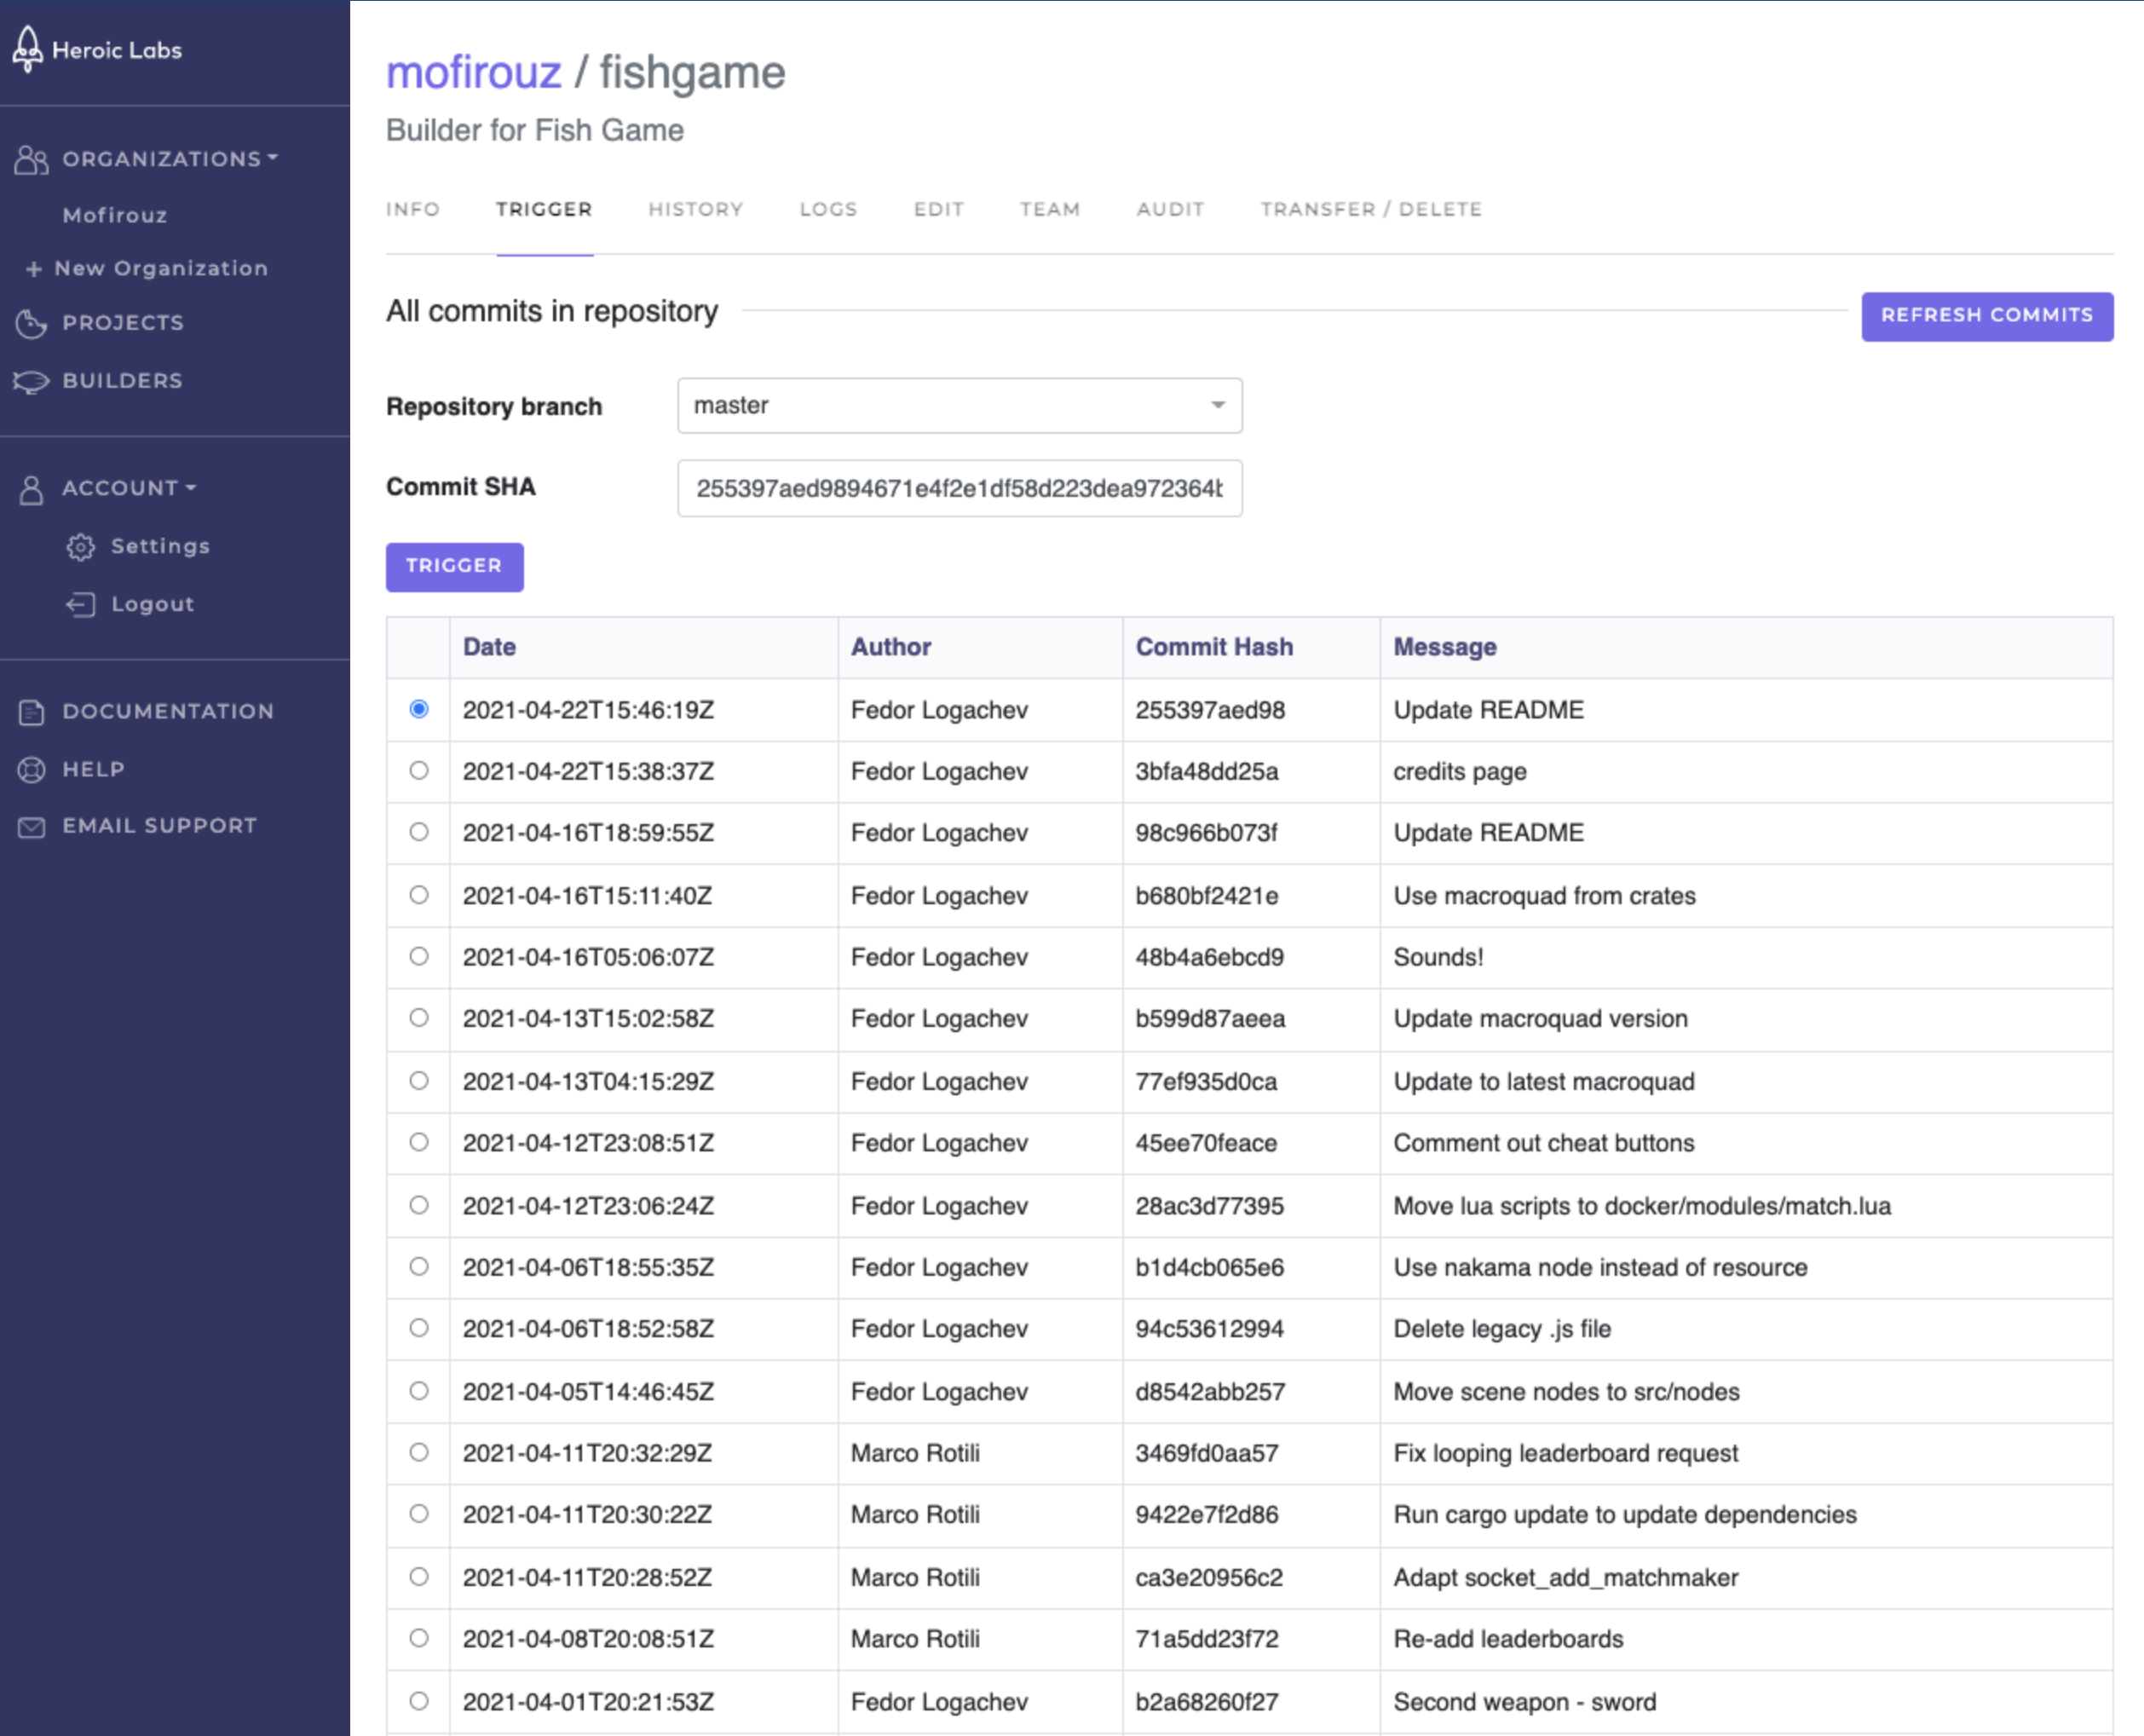 Heroic Labs
ORGANIZATIONS
Mofirouz
+ New Organization
PROJECTS
BUILDERS
ACCOUNT
Settings
Logout
DOCUMENTATION
HELP
EMAIL SUPPORT
mofirouz / fishgame
Builder for Fish Game
INFO TRIGGER HISTORY LOGS EDIT TEAM AUDIT TRANSFER / DELETE
All commits in repository REFRESH COMMITS
Repository branch master
Commit SHA 255397aed9894671e4f2e1df58d223dea972364b
TRIGGER
Date Author Commit Hash Message
2021-04-22T15:46:19Z Fedor Logachev 255397aed98 Update README
2021-04-22T15:38:37Z Fedor Logachev 3bfa48dd25a credits page
2021-04-16T18:59:55Z Fedor Logachev 98c966b073f Update README
2021-04-16T15:11:40Z Fedor Logachev b680bf2421e Use macroquad from crates
2021-04-16T05:06:07Z Fedor Logachev 48b4a6ebcd9 Sounds!
2021-04-13T15:02:58Z Fedor Logachev b599d87aeea Update macroquad version
2021-04-13T04:15:29Z Fedor Logachev 77ef935d0ca Update to latest macroquad
2021-04-12T23:08:51Z Fedor Logachev 45ee70feace Comment out cheat buttons
2021-04-12T23:06:24Z Fedor Logachev 28ac3d77395 Move lua scripts to docker/modules/match.lua
2021-04-06T18:55:35Z Fedor Logachev b1d4cb065e6 Use nakama node instead of resource
2021-04-06T18:52:58Z Fedor Logachev 94c53612994 Delete legacy .js file
2021-04-05T14:46:45Z Fedor Logachev d8542abb257 Move scene nodes to src/nodes
2021-04-11T20:32:29Z Marco Rotili 3469fd0aa57 Fix looping leaderboard request
2021-04-11T20:30:22Z Marco Rotili 9422e7f2d86 Run cargo update to update dependencies
2021-04-11T20:28:52Z Marco Rotili ca3e20956c2 Adapt socket_add_matchmaker
2021-04-08T20:08:51Z Marco Rotili 71a5dd23f72 Re-add leaderboards
2021-04-01T20:21:53Z Fedor Logachev b2a68260f27 Second weapon - sword